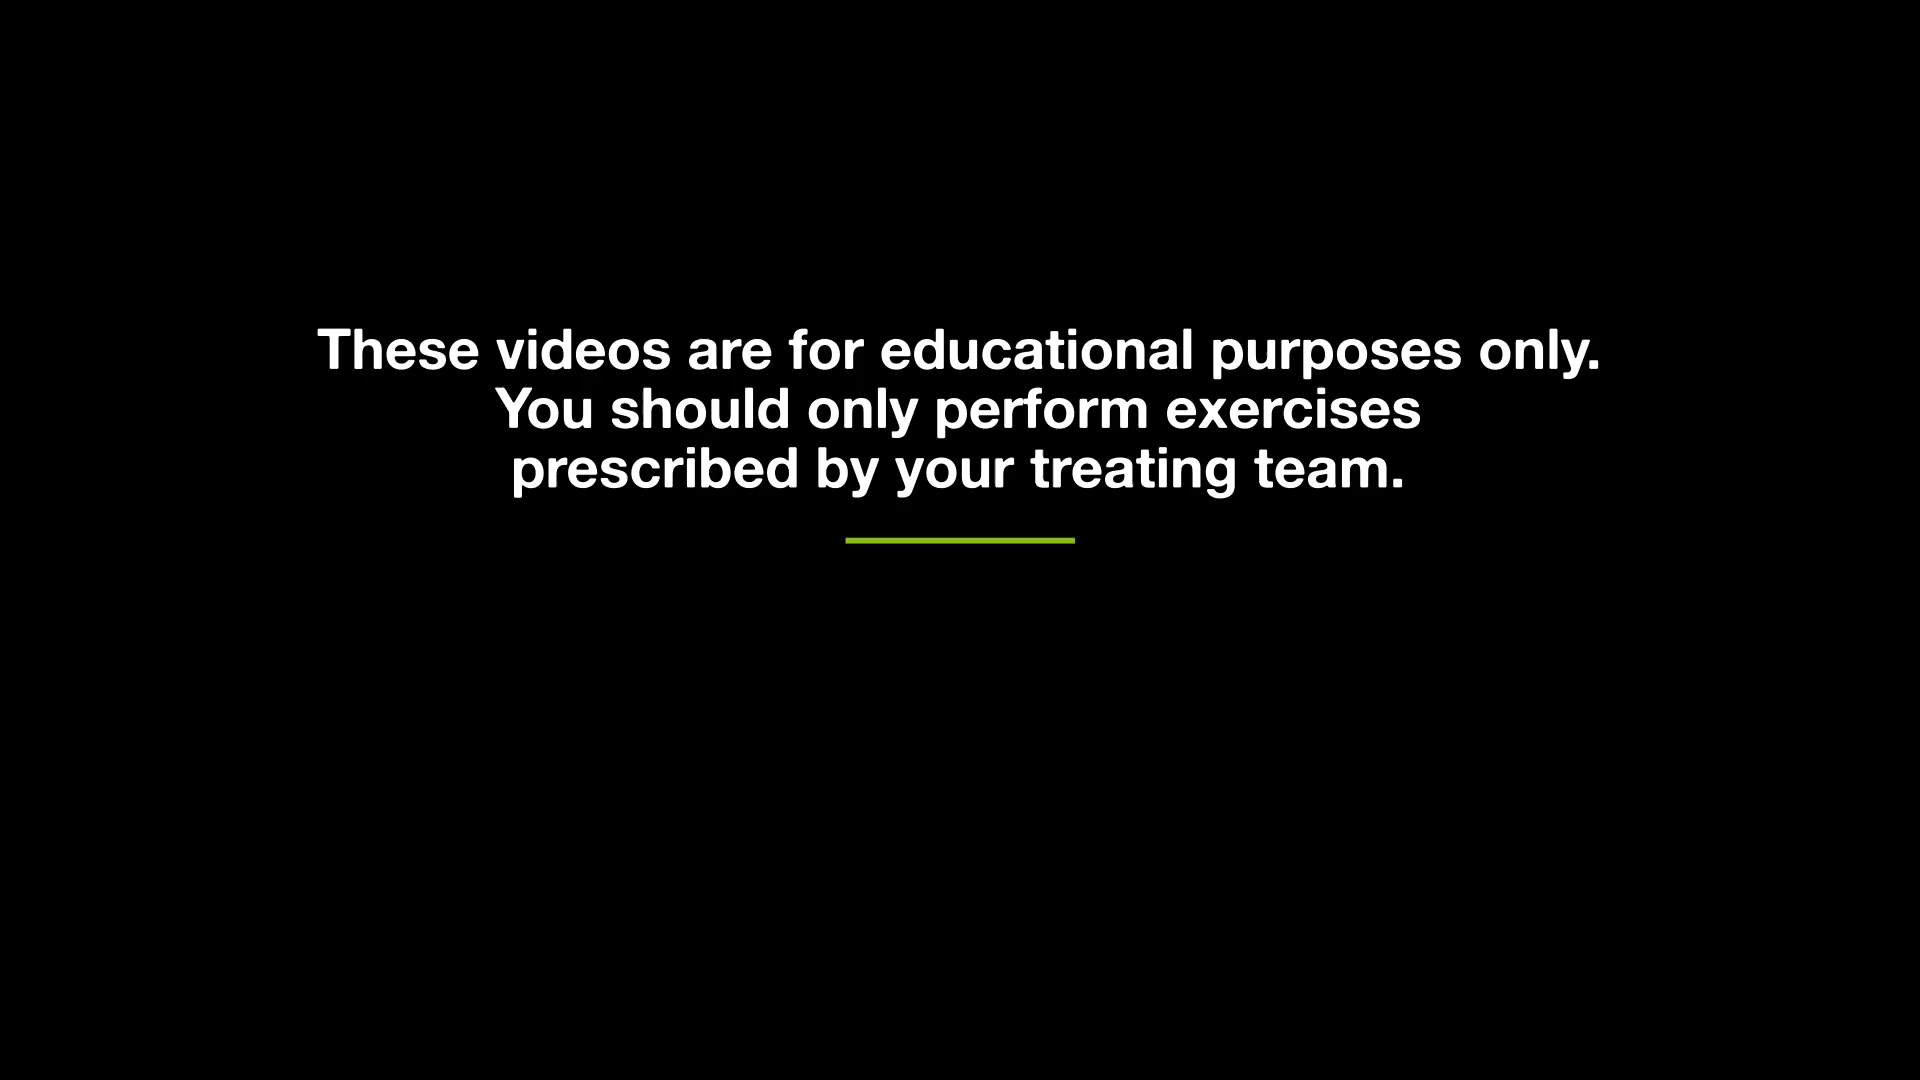 These videos are for educational purposes only.
You should only perform exercises
prescribed by your treating team.